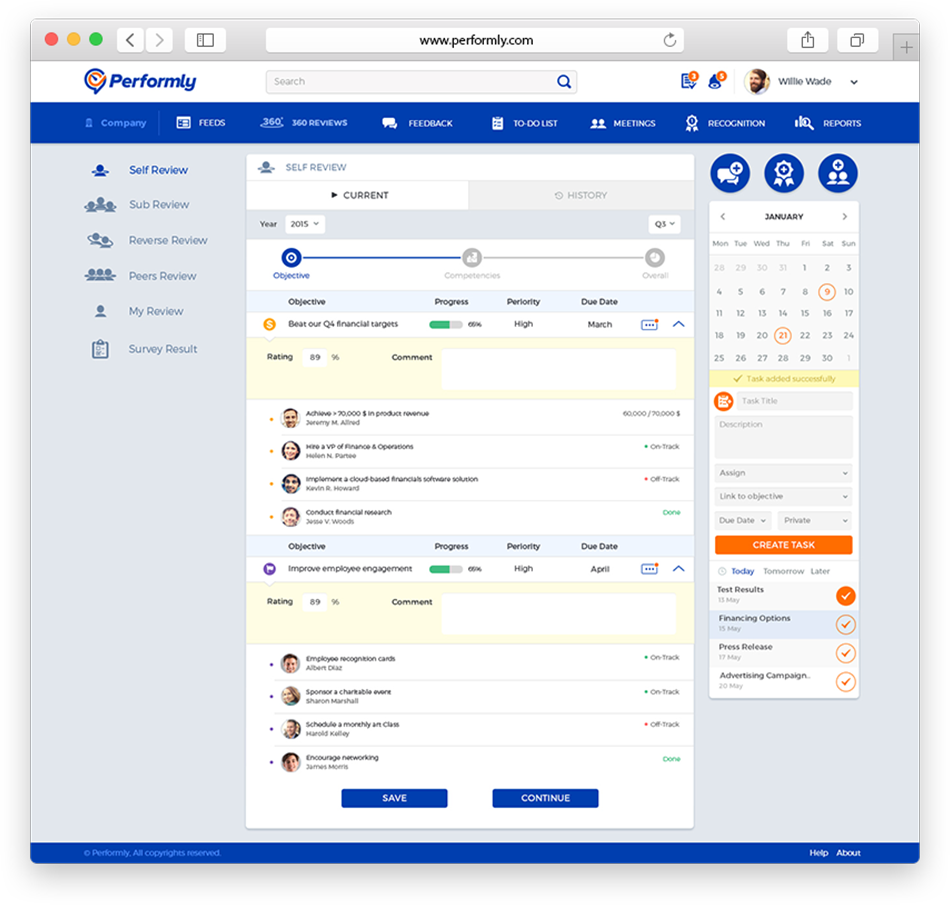 www.performly.com
Performly
Search
3
5
Willie Wade
Company
FEEDS
360°
360 REVIEWS
FEEDBACK
TO-DO LIST
MEETINGS
RECOGNITION
REPORTS
Self Review
Sub Review
Reverse Review
Peers Review
My Review
Survey Result
SELF REVIEW
CURRENT
HISTORY
Year
2015
Q3
Objective
Competencies
Overall
Objective Progress Periority Due Date
$ Beat our Q4 financial targets 65% High March
Rating 89 % Comment
Achieve > 70,000 $ in product revenue 60,000 / 70,000 $
Jeremy M. Allred
Hire a VP of Finance & Operations On-Track
Helen N. Partee
Implement a cloud-based financials software solution Off-Track
Kevin R. Howard
Conduct financial research Done
Jesse V. Woods
Objective Progress Periority Due Date
Improve employee engagement 65% High April
Rating 89 % Comment
Employee recognition cards On-Track
Albert Diaz
Sponsor a charitable event On-Track
Sharon Marshall
Schedule a monthly art Class Off-Track
Harold Kelley
Encourage networking Done
James Morris
SAVE
CONTINUE
JANUARY
Mon Tue Wed Thu Fri Sat Sun
28 29 30 31 1 2 3
4 5 6 7 8 9 10
11 12 13 14 15 16 17
18 19 20 21 22 23 24
25 26 27 28 29 30 1
Task added successfully
Task Title
Description
Assign
Link to objective
Due Date
Private
CREATE TASK
Today Tomorrow Later
Test Results
13 May
Financing Options
15 May
Press Release
17 May
Advertising Campaign..
20 May
© Performly, All copyrights reserved.
Help About